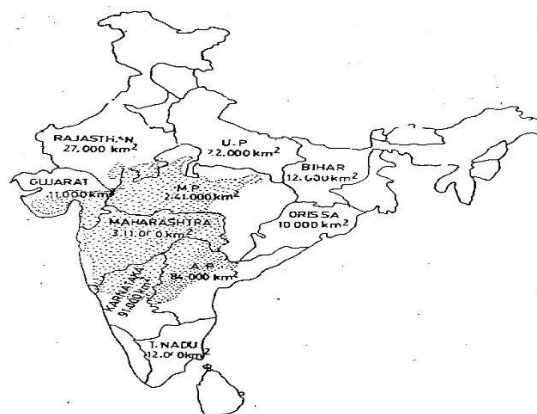 RAJASTHAN
27,000 km²
U.P
22,000 km²
BIHAR
12,000 km²
GUJARAT
11,000 km²
M.P
2,41,000 km²
MAHARASHTRA
3,11,000 km²
ORISSA
10,000 km²
A.P
84,000 km²
KARNATAKA
91,000 km²
T.NADU
12,000 km²